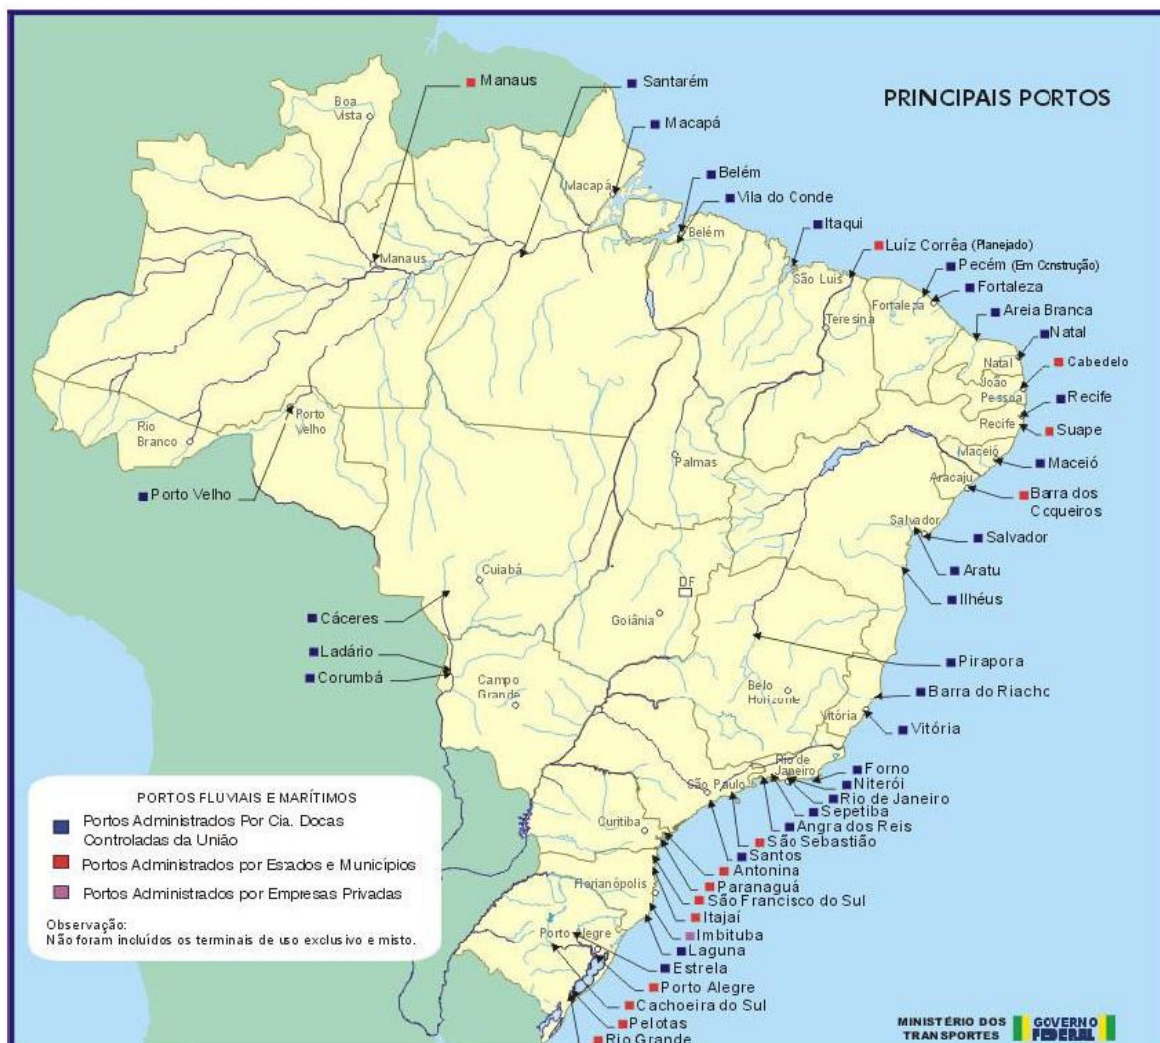 PRINCIPAIS PORTOS
Manaus
Santarém
Macapá
Belém
Vila do Conde
Itaqui
Luíz Corrêa (Planejado)
Pecém (Em Construção)
Fortaleza
Areia Branca
Natal
Cabedelo
Recife
Suape
Maceió
Barra dos
Coqueiros
Salvador
Aratu
Ilhéus
Pirapora
Barra do Riacho
Vitória
Forno
Niterói
Rio de Janeiro
Sepetiba
Angra dos Reis
São Sebastião
Santos
Antonina
Paranaguá
São Francisco do Sul
Itajaí
Imbituba
Laguna
Estrela
Porto Alegre
Cachoeira do Sul
Pelotas
Rio Grande
Porto Velho
Cáceres
Ladário
Corumbá
Boa
Vista
Macapá
Belém
Manaus
São Luis
Teresina
Fortaleza
Natal
João
Pessoa
Recife
Maceió
Aracaju
Salvador
Rio
Branco
Porto
Velho
Palmas
Cuiabá
DF
Goiânia
Campo
Grande
Belo
Horizonte
Vitória
Rio de
Janeiro
São Paulo
Curitiba
Florianópolis
Porto Alegre
PORTOS FLUVIAIS E MARÍTIMOS
Portos Administrados Por Cia. Docas
Controladas da União
Portos Administrados por Estados e Municípios
Portos Administrados por Empresas Privadas
Observação:
Não foram incluídos os terminais de uso exclusivo e misto.
MINISTÉRIO DOS
TRANSPORTES
GOVERNO
FEDERAL